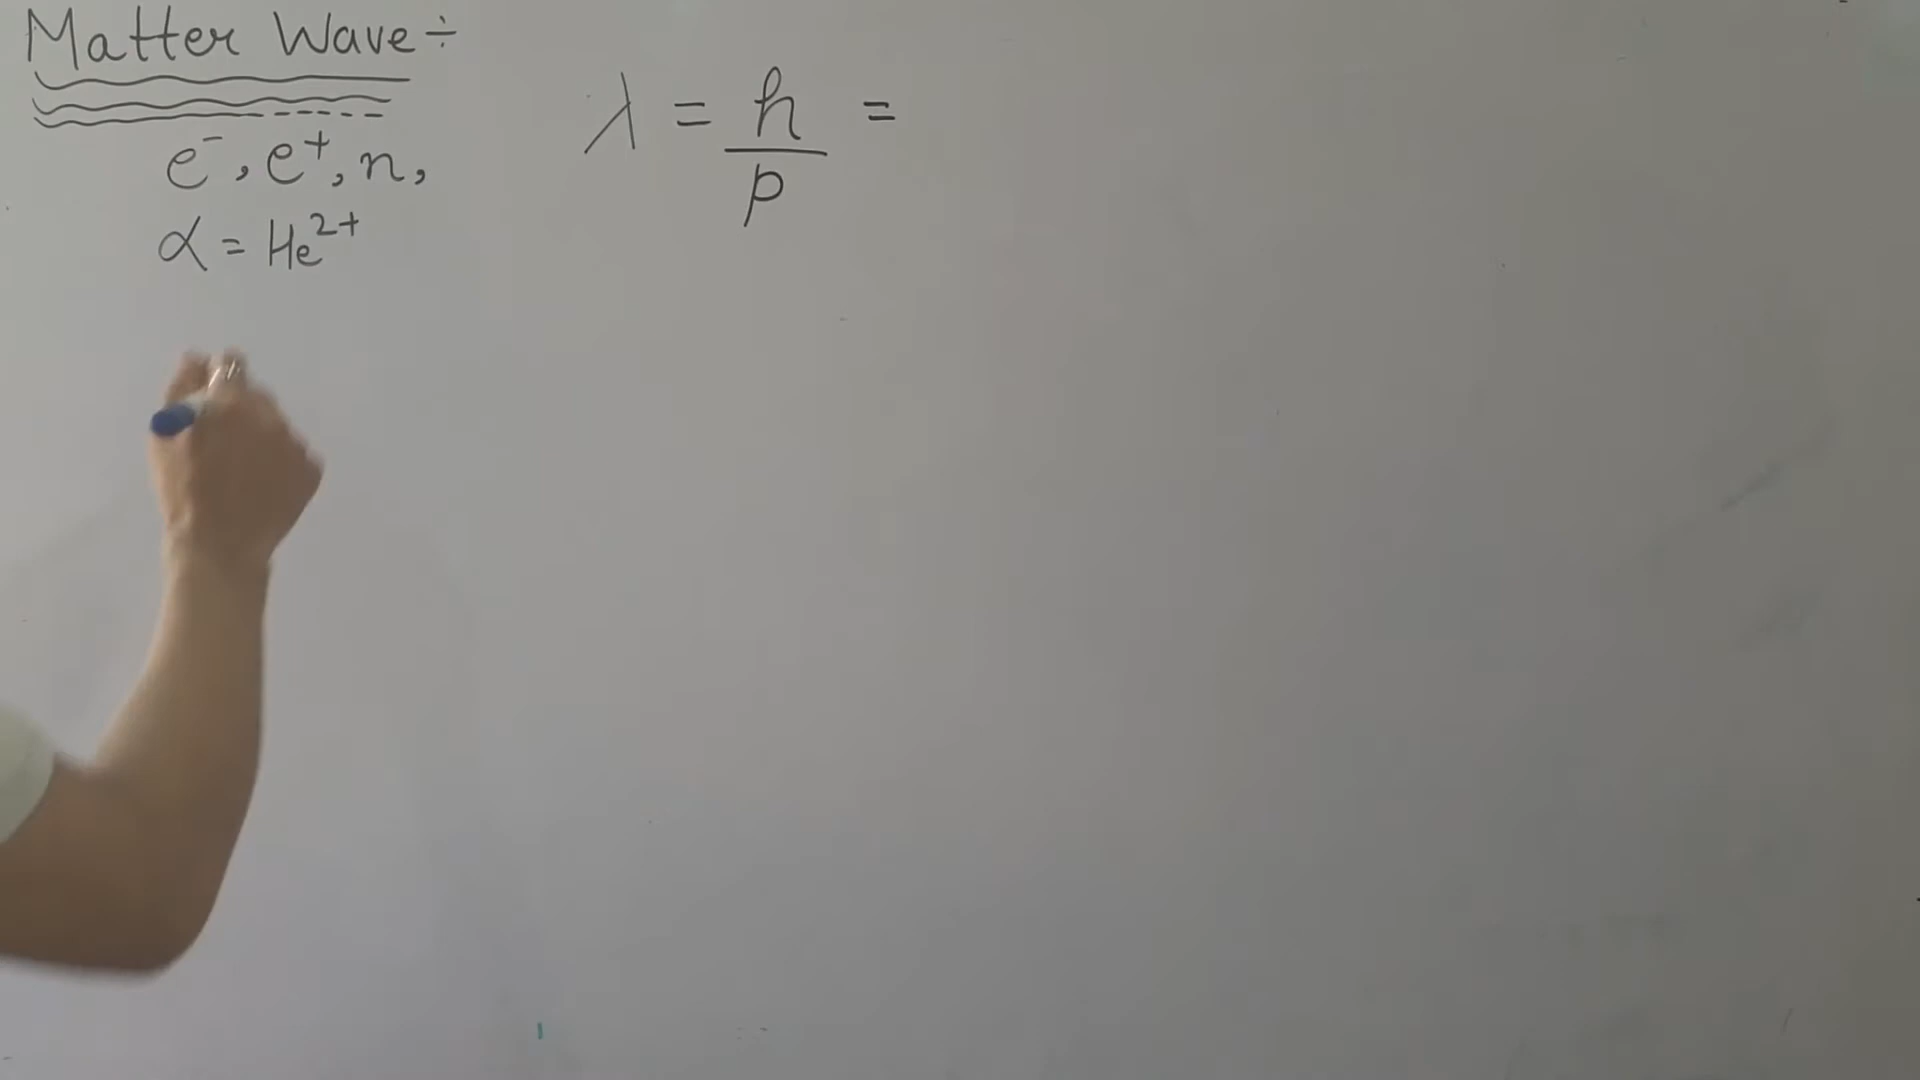 Matter Wave ÷
e⁻, e⁺, n,
α = He²⁺
λ = h/p =